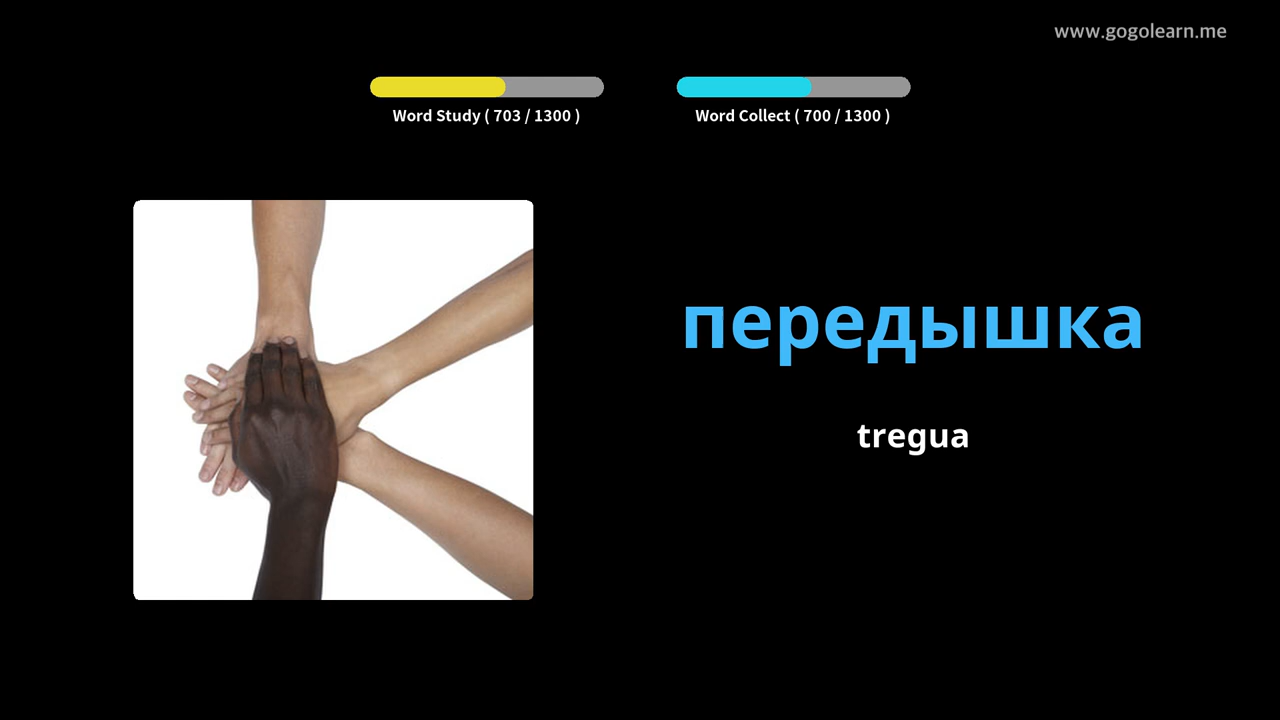 www.gogolearn.me
Word Study ( 703 / 1300 )
Word Collect ( 700 / 1300 )
передышка
tregua